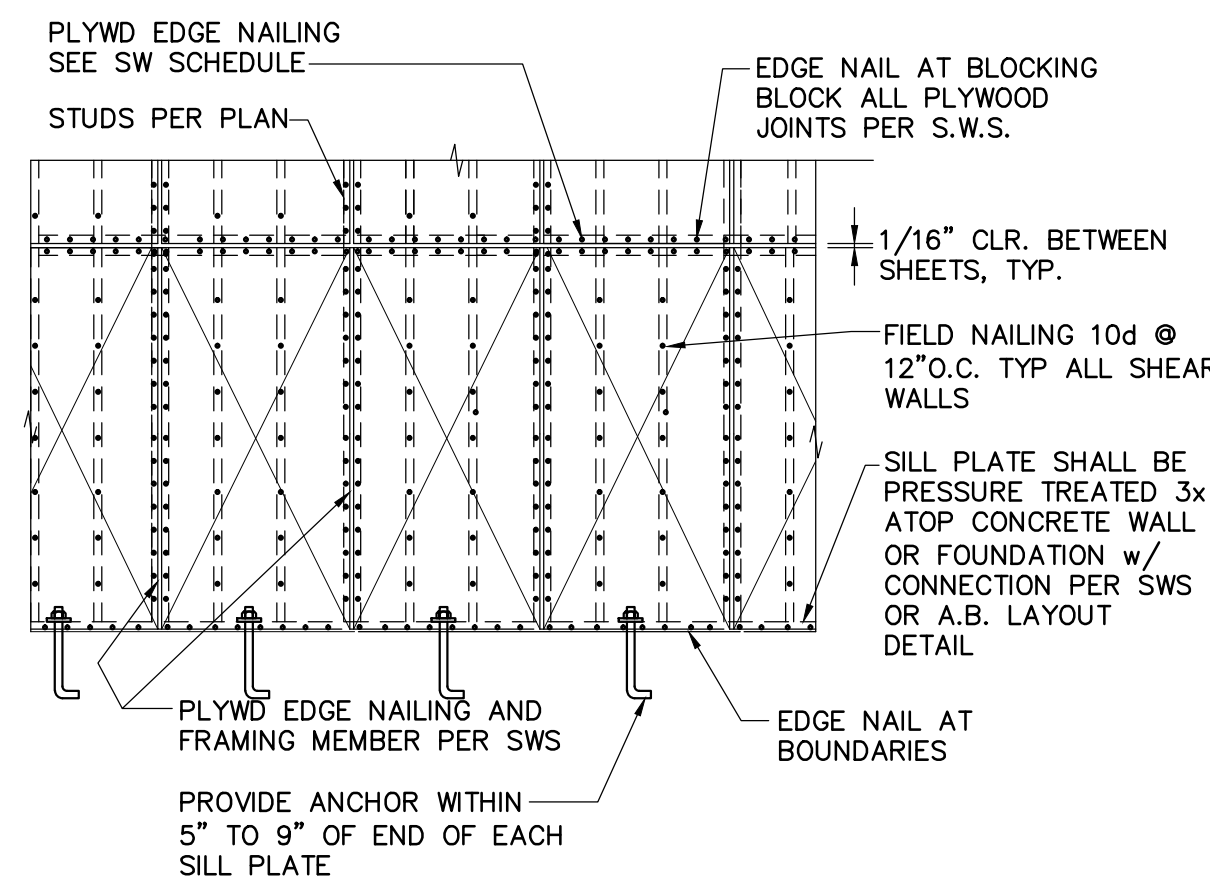 PLYWD EDGE NAILING
SEE SW SCHEDULE
STUDS PER PLAN
EDGE NAIL AT BLOCKING
BLOCK ALL PLYWOOD
JOINTS PER S.W.S.
1/16" CLR. BETWEEN
SHEETS, TYP.
FIELD NAILING 10d @
12"O.C. TYP ALL SHEAR
WALLS
SILL PLATE SHALL BE
PRESSURE TREATED 3x
ATOP CONCRETE WALL
OR FOUNDATION w/
CONNECTION PER SWS
OR A.B. LAYOUT
DETAIL
PLYWD EDGE NAILING AND
FRAMING MEMBER PER SWS
EDGE NAIL AT
BOUNDARIES
PROVIDE ANCHOR WITHIN
5" TO 9" OF END OF EACH
SILL PLATE